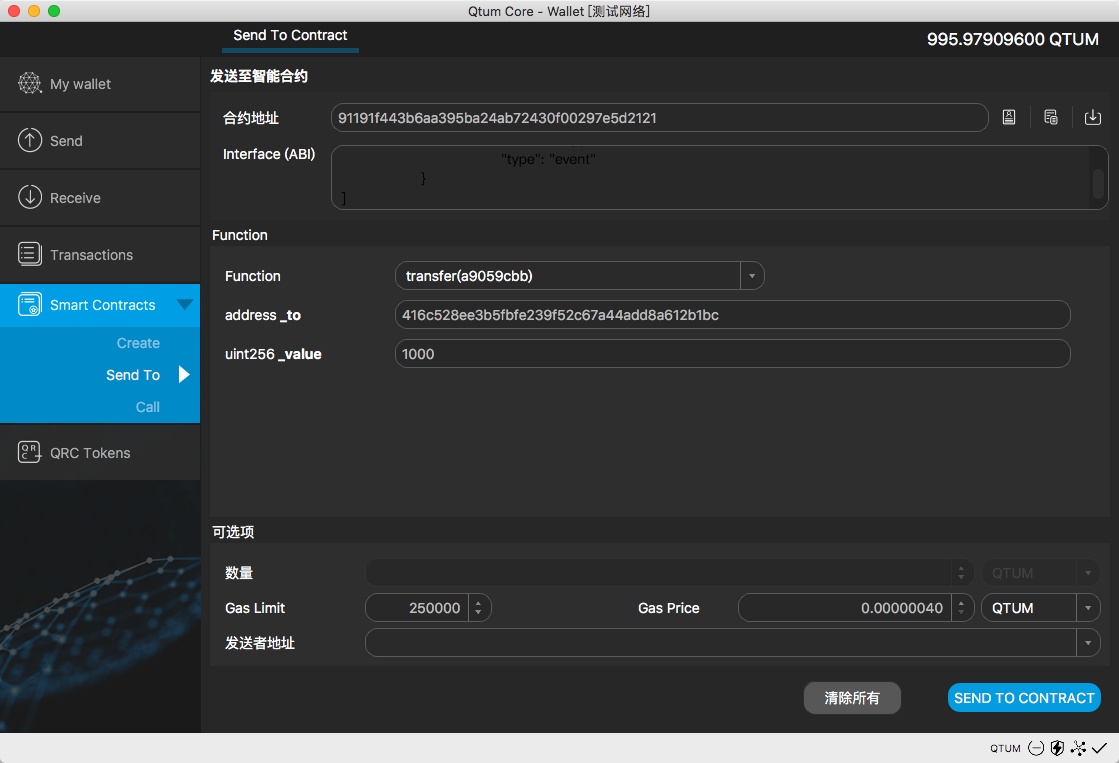 Qtum Core - Wallet [测试网络]
Send To Contract
995.97909600 QTUM
My wallet
Send
Receive
Transactions
Smart Contracts
Create
Send To
Call
QRC Tokens
发送至智能合约
合约地址 91191f443b6aa395ba24ab72430f00297e5d2121
Interface (ABI) "type": "event"
}
]
Function
Function transfer(a9059cbb)
address _to 416c528ee3b5fbfe239f52c67a44add8a612b1bc
uint256 _value 1000
可选项
数量 QTUM
Gas Limit 250000 Gas Price 0.00000040 QTUM
发送者地址
清除所有 SEND TO CONTRACT
QTUM